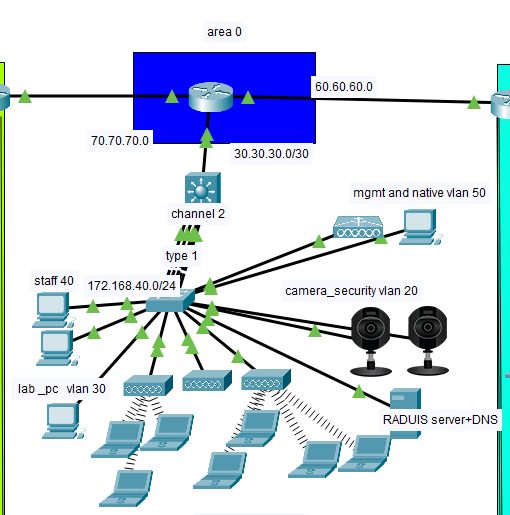 area 0
60.60.60.0
70.70.70.0
30.30.30.0/30
mgmt and native vlan 50
channel 2
type 1
staff 40
172.168.40.0/24
camera_security vlan 20
lab_pc vlan 30
RADUIS server+DNS